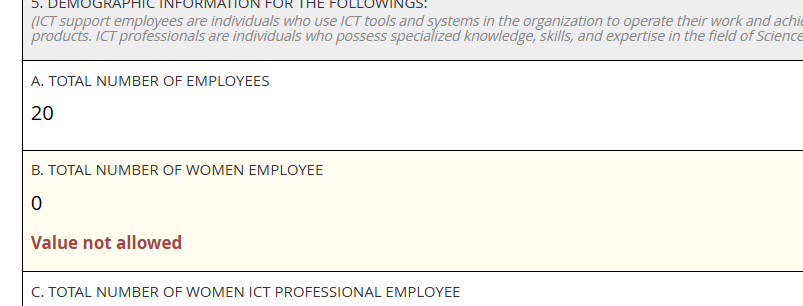 5. DEMOGRAPHIC INFORMATION FOR THE FOLLOWINGS:
(ICT support employees are individuals who use ICT tools and systems in the organization to operate their work and
products. ICT professionals are individuals who possess specialized knowledge, skills, and expertise in the field of Science
A. TOTAL NUMBER OF EMPLOYEES
20
B. TOTAL NUMBER OF WOMEN EMPLOYEE
0
Value not allowed
C. TOTAL NUMBER OF WOMEN ICT PROFESSIONAL EMPLOYEE